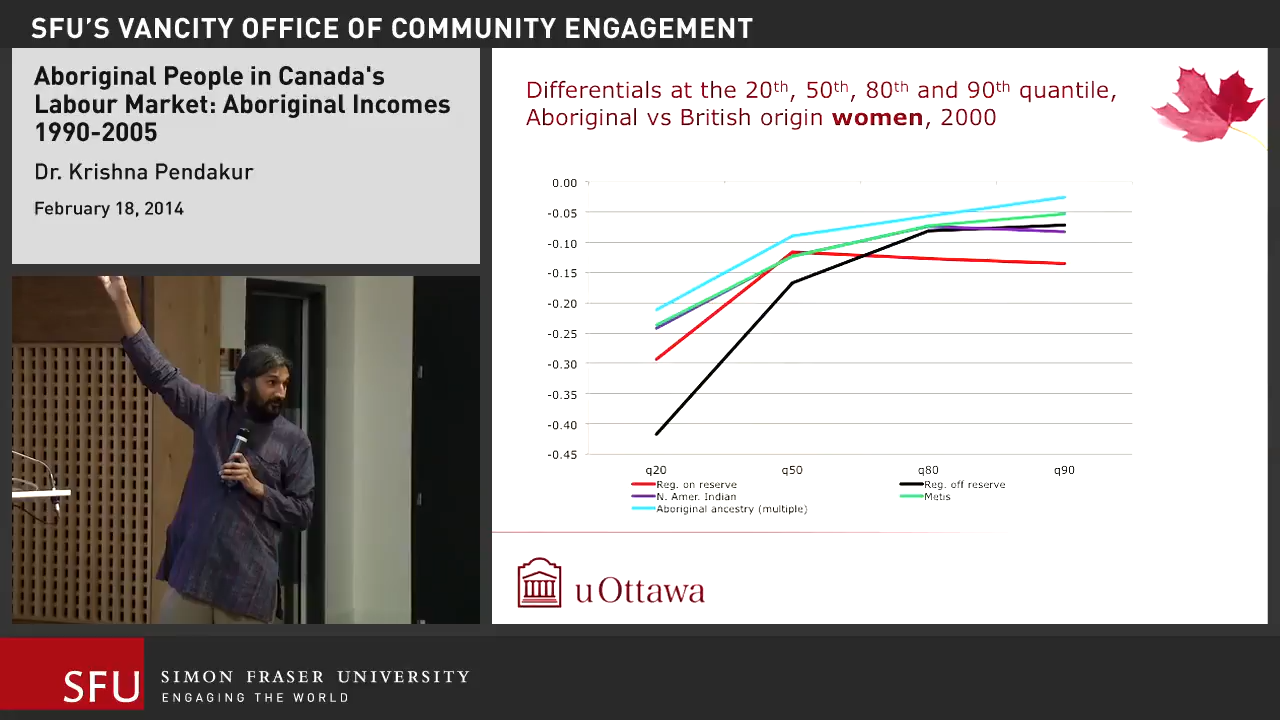 SFU'S VANCITY OFFICE OF COMMUNITY ENGAGEMENT
Aboriginal People in Canada's
Labour Market: Aboriginal Incomes
1990-2005
Dr. Krishna Pendakur
February 18, 2014
Differentials at the 20th, 50th, 80th and 90th quantile,
Aboriginal vs British origin women, 2000
0.00
-0.05
-0.10
-0.15
-0.20
-0.25
-0.30
-0.35
-0.40
-0.45
q20 q50 q80 q90
Reg. on reserve Reg. off reserve
N. Amer. Indian Metis
Aboriginal ancestry (multiple)
uOttawa
SFU
SIMON FRASER UNIVERSITY
ENGAGING THE WORLD